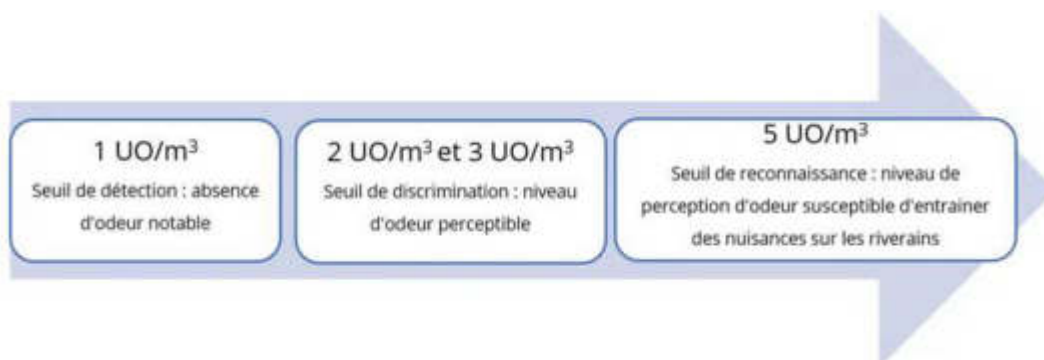 1 UO/m³
Seuil de détection : absence
d'odeur notable
2 UO/m³ et 3 UO/m³
Seuil de discrimination : niveau
d'odeur perceptible
5 UO/m³
Seuil de reconnaissance : niveau de
perception d'odeur susceptible d'entrainer
des nuisances sur les riverains